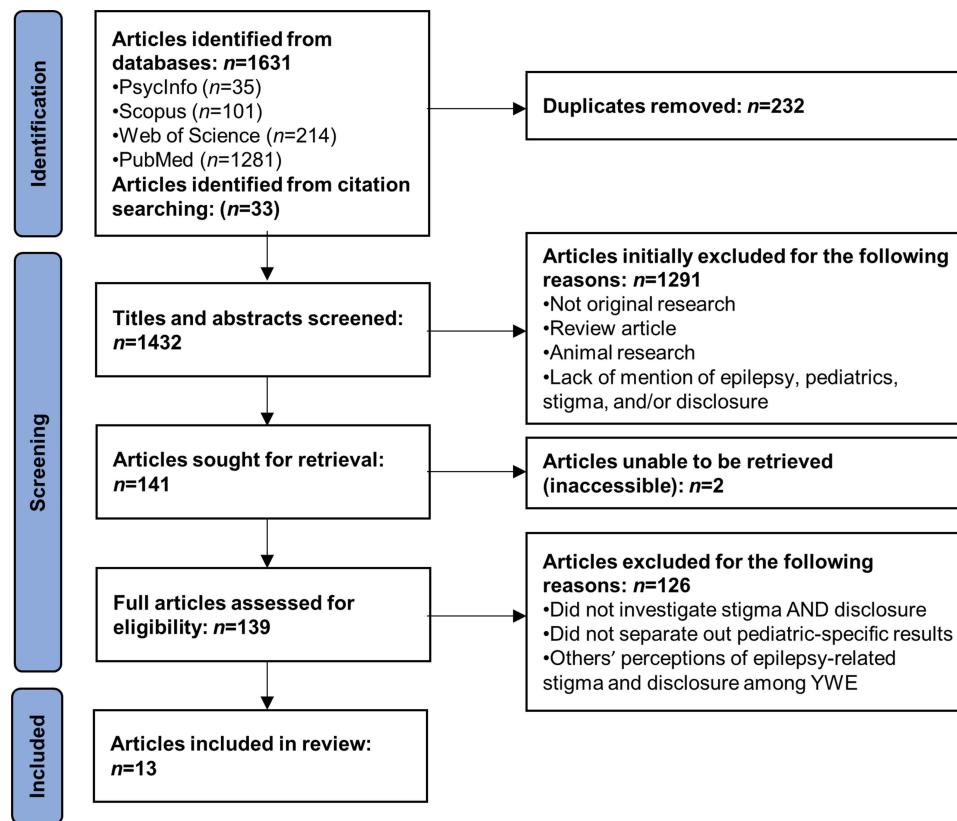 Identification
Articles identified from
databases: n=1631
•PsycInfo (n=35)
•Scopus (n=101)
•Web of Science (n=214)
•PubMed (n=1281)
Articles identified from citation
searching: (n=33)
Duplicates removed: n=232
Screening
Titles and abstracts screened:
n=1432
Articles initially excluded for the following
reasons: n=1291
•Not original research
•Review article
•Animal research
•Lack of mention of epilepsy, pediatrics,
stigma, and/or disclosure
Articles sought for retrieval:
n=141
Articles unable to be retrieved
(inaccessible): n=2
Full articles assessed for
eligibility: n=139
Articles excluded for the following
reasons: n=126
•Did not investigate stigma AND disclosure
•Did not separate out pediatric-specific results
•Others’ perceptions of epilepsy-related
stigma and disclosure among YWE
Included
Articles included in review:
n=13